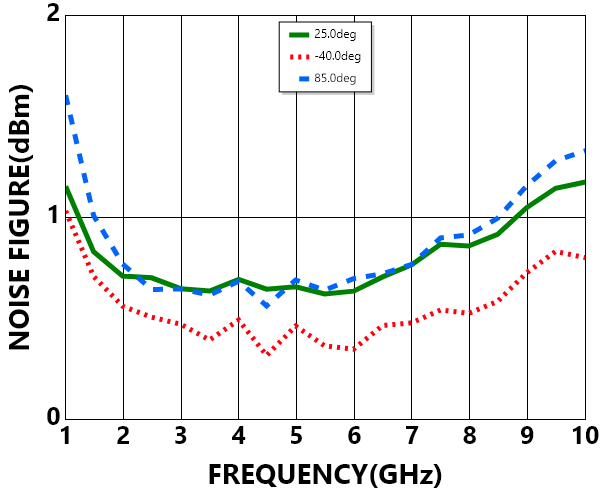 2
25.0deg
-40.0deg
85.0deg
NOISE FIGURE(dBm)
1
0
1 2 3 4 5 6 7 8 9 10
FREQUENCY(GHz)